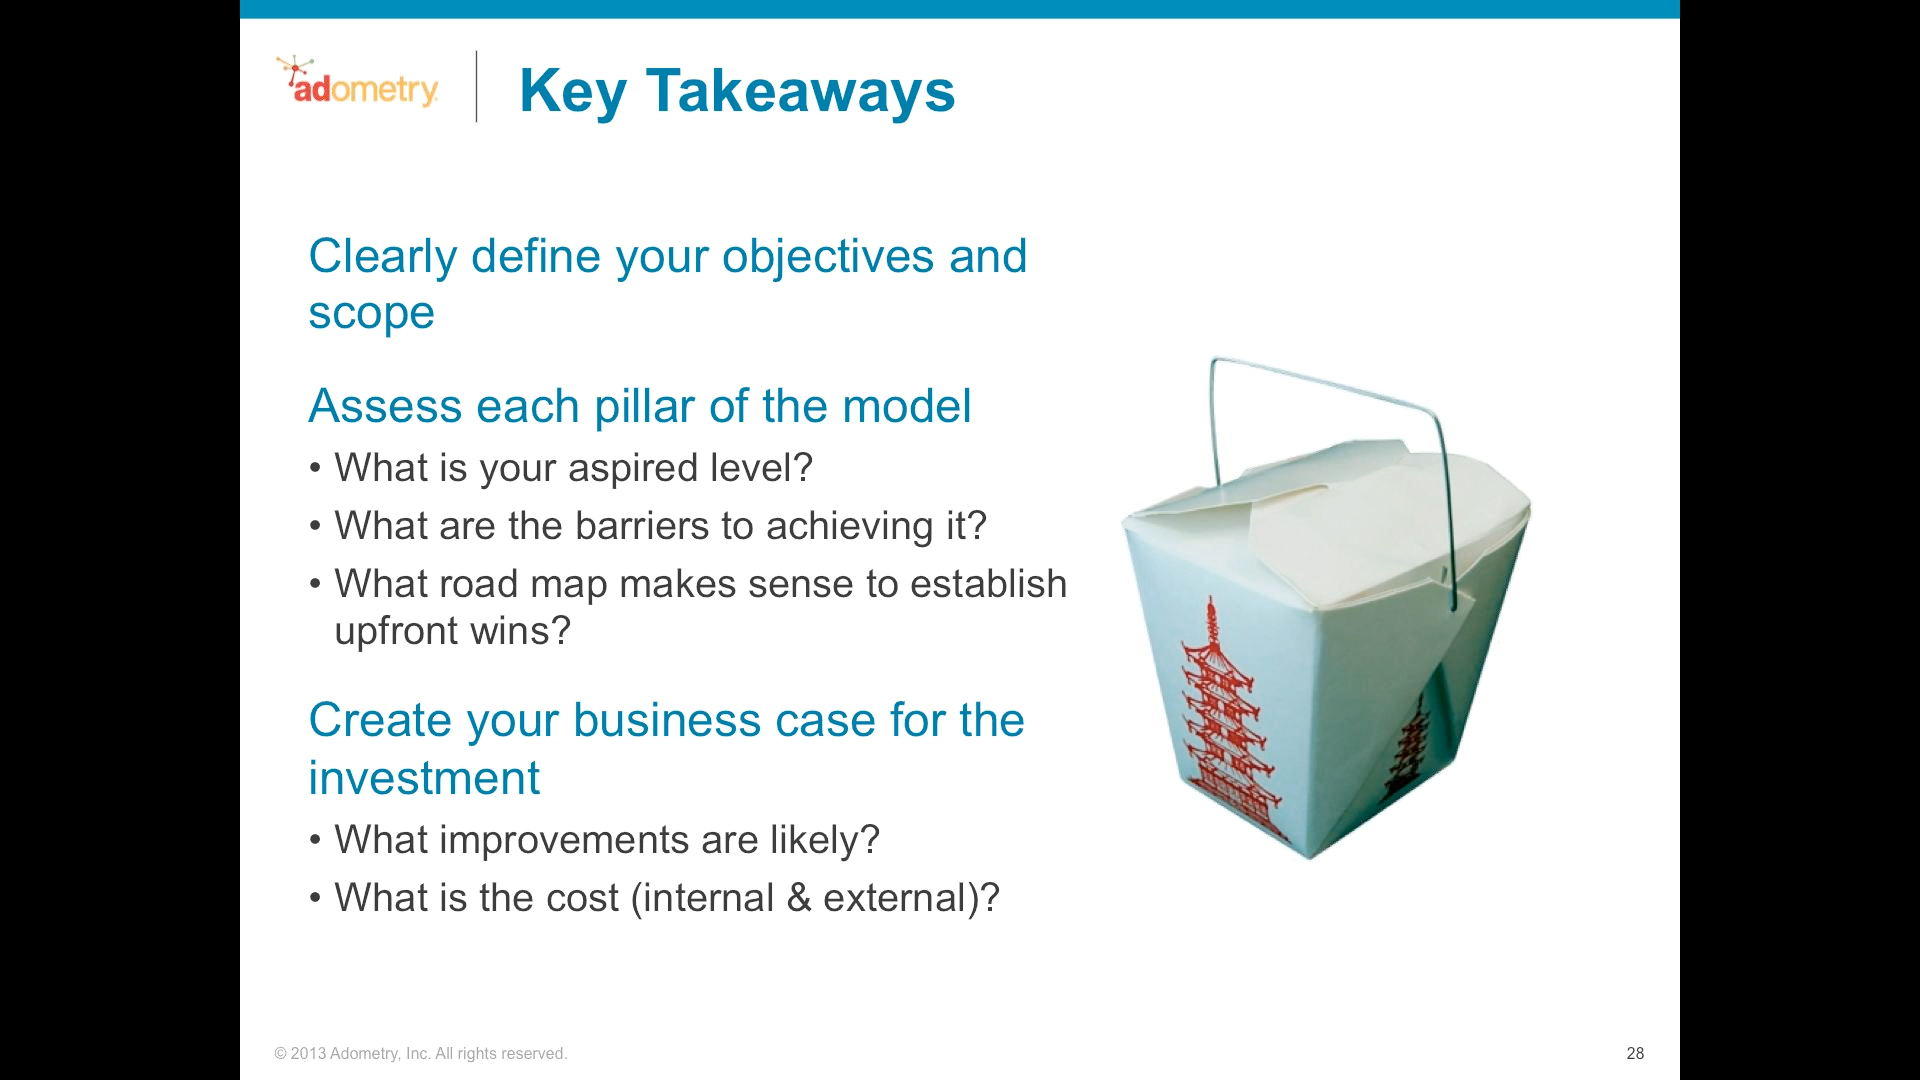 adometry
Key Takeaways
Clearly define your objectives and
scope
Assess each pillar of the model
• What is your aspired level?
• What are the barriers to achieving it?
• What road map makes sense to establish
upfront wins?
Create your business case for the
investment
• What improvements are likely?
• What is the cost (internal & external)?
© 2013 Adometry, Inc. All rights reserved.
28